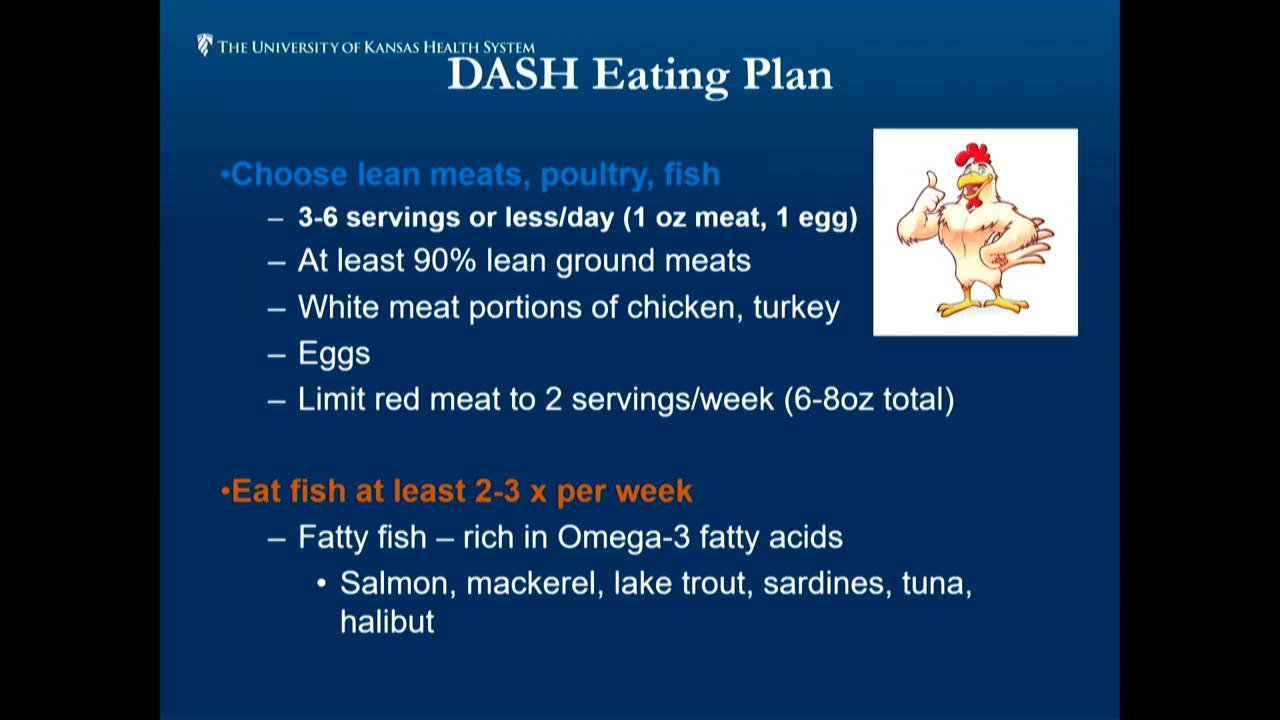 THE UNIVERSITY OF KANSAS HEALTH SYSTEM
DASH Eating Plan
•Choose lean meats, poultry, fish
– 3-6 servings or less/day (1 oz meat, 1 egg)
– At least 90% lean ground meats
– White meat portions of chicken, turkey
– Eggs
– Limit red meat to 2 servings/week (6-8oz total)
•Eat fish at least 2-3 x per week
– Fatty fish – rich in Omega-3 fatty acids
• Salmon, mackerel, lake trout, sardines, tuna,
halibut